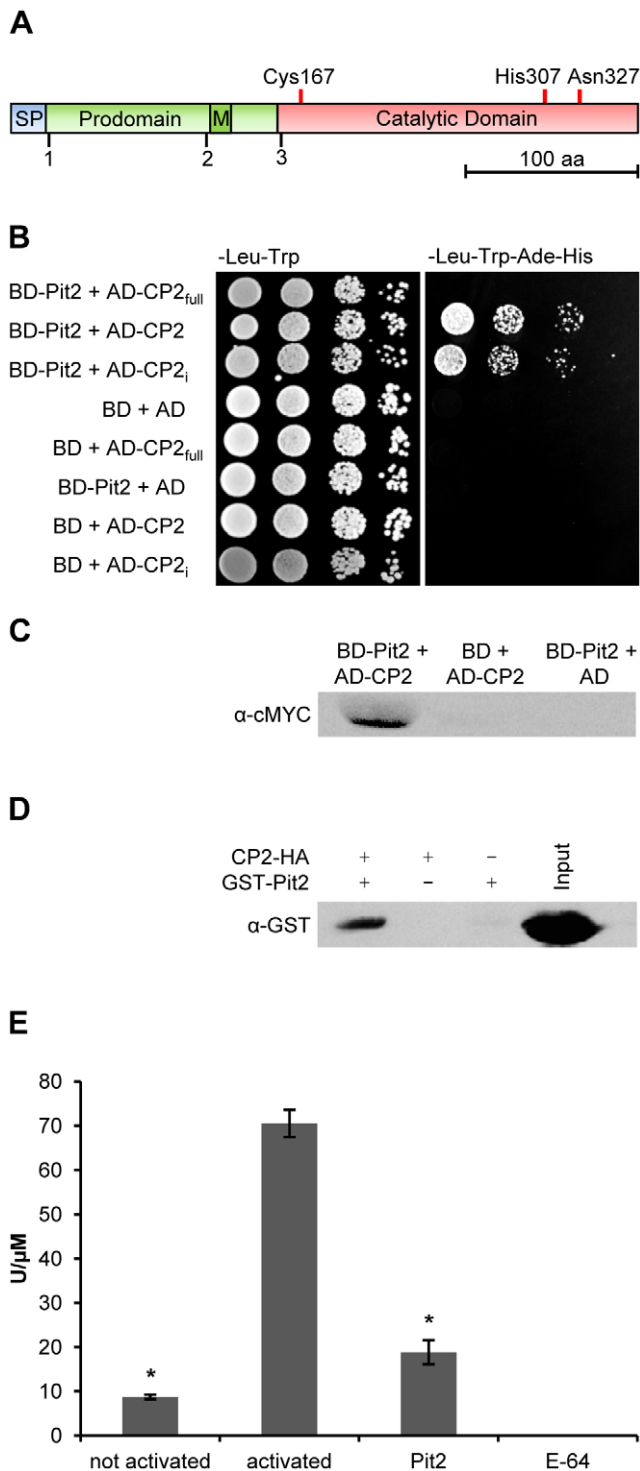 A
Cys167 His307 Asn327
SP Prodomain M Catalytic Domain
1 2 3 100 aa
B
-Leu-Trp -Leu-Trp-Ade-His
BD-Pit2 + AD-CP2full
BD-Pit2 + AD-CP2
BD-Pit2 + AD-CP2i
BD + AD
BD + AD-CP2full
BD-Pit2 + AD
BD + AD-CP2
BD + AD-CP2i
C
BD-Pit2 + BD + BD-Pit2 +
AD-CP2 AD-CP2 AD
α-cMYC
D
CP2-HA + + − Input
GST-Pit2 + − +
α-GST
E
80
70
60
50
40
30
20
10
0
U/µM
* *
not activated activated Pit2 E-64